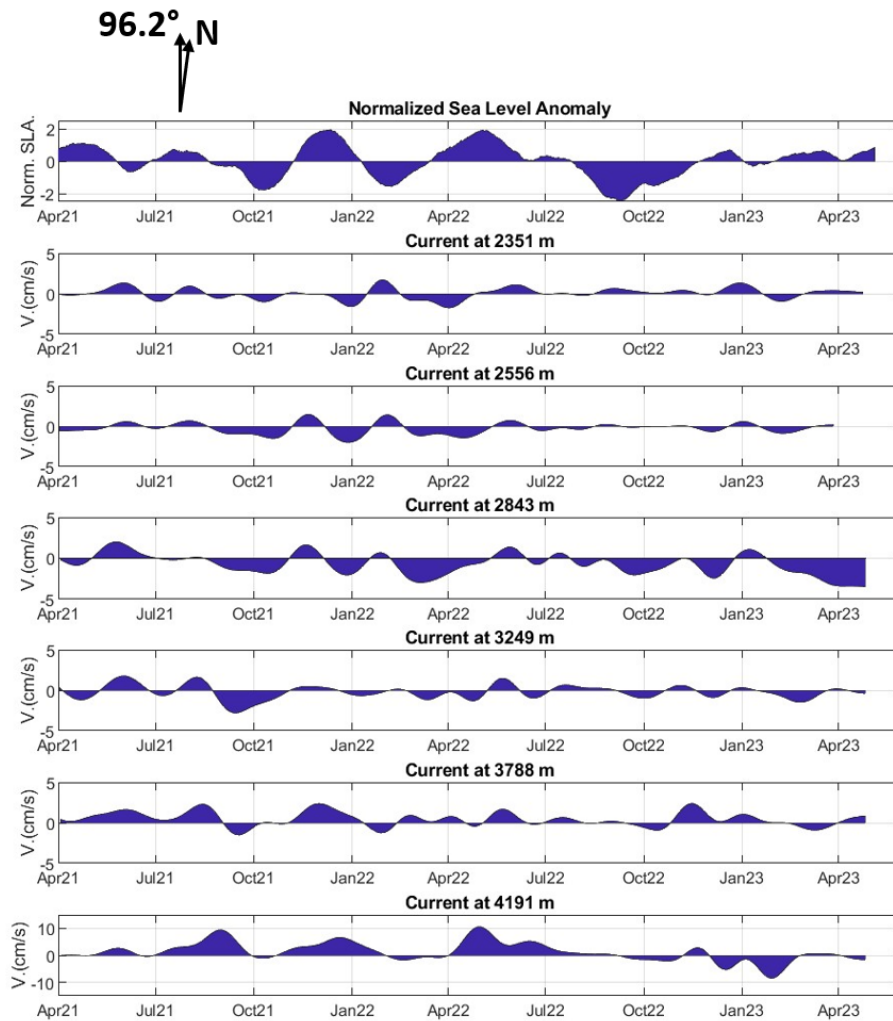 96.2° N
Normalized Sea Level Anomaly
Norm. SLA.
2
0
-2
Apr21 Jul21 Oct21 Jan22 Apr22 Jul22 Oct22 Jan23 Apr23
Current at 2351 m
V.(cm/s)
5
0
-5
Apr21 Jul21 Oct21 Jan22 Apr22 Jul22 Oct22 Jan23 Apr23
Current at 2556 m
V.(cm/s)
5
0
-5
Apr21 Jul21 Oct21 Jan22 Apr22 Jul22 Oct22 Jan23 Apr23
Current at 2843 m
V.(cm/s)
5
0
-5
Apr21 Jul21 Oct21 Jan22 Apr22 Jul22 Oct22 Jan23 Apr23
Current at 3249 m
V.(cm/s)
5
0
-5
Apr21 Jul21 Oct21 Jan22 Apr22 Jul22 Oct22 Jan23 Apr23
Current at 3788 m
V.(cm/s)
5
0
-5
Apr21 Jul21 Oct21 Jan22 Apr22 Jul22 Oct22 Jan23 Apr23
Current at 4191 m
V.(cm/s)
10
0
-10
Apr21 Jul21 Oct21 Jan22 Apr22 Jul22 Oct22 Jan23 Apr23